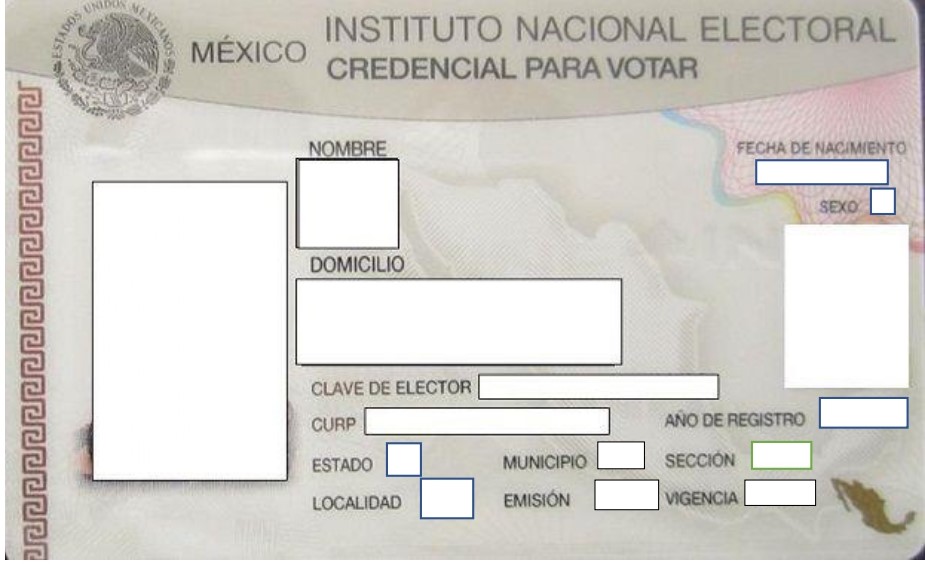 ESTADOS UNIDOS MEXICANOS
MÉXICO
INSTITUTO NACIONAL ELECTORAL
CREDENCIAL PARA VOTAR
NOMBRE
FECHA DE NACIMIENTO
SEXO
DOMICILIO
CLAVE DE ELECTOR
CURP
AÑO DE REGISTRO
ESTADO
MUNICIPIO
SECCIÓN
LOCALIDAD
EMISIÓN
VIGENCIA